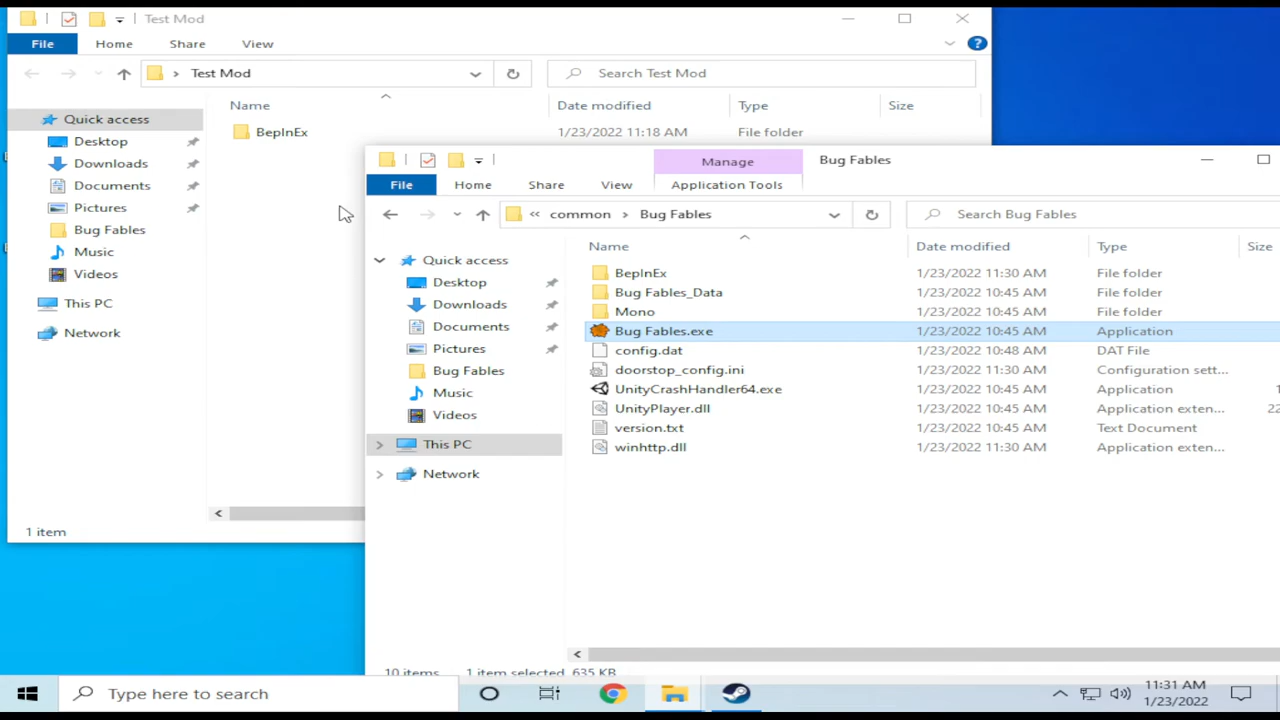 Test Mod
File Home Share View
Test Mod
Search Test Mod
Name Date modified Type Size
Quick access
Desktop
Downloads
Documents
Pictures
Bug Fables
Music
Videos
This PC
Network
BepInEx 1/23/2022 11:18 AM File folder
1 item
Manage Bug Fables
File Home Share View Application Tools
« common Bug Fables
Search Bug Fables
Quick access
Desktop
Downloads
Documents
Pictures
Bug Fables
Music
Videos
This PC
Network
Name Date modified Type Size
BepInEx 1/23/2022 11:30 AM File folder
Bug Fables_Data 1/23/2022 10:45 AM File folder
Mono 1/23/2022 10:45 AM File folder
Bug Fables.exe 1/23/2022 10:45 AM Application
config.dat 1/23/2022 10:48 AM DAT File
doorstop_config.ini 1/23/2022 11:30 AM Configuration sett...
UnityCrashHandler64.exe 1/23/2022 10:45 AM Application 1
UnityPlayer.dll 1/23/2022 10:45 AM Application exten... 22
version.txt 1/23/2022 10:45 AM Text Document
winhttp.dll 1/23/2022 11:30 AM Application exten...
10 items 1 item selected 635 KB
Type here to search
11:31 AM
1/23/2022